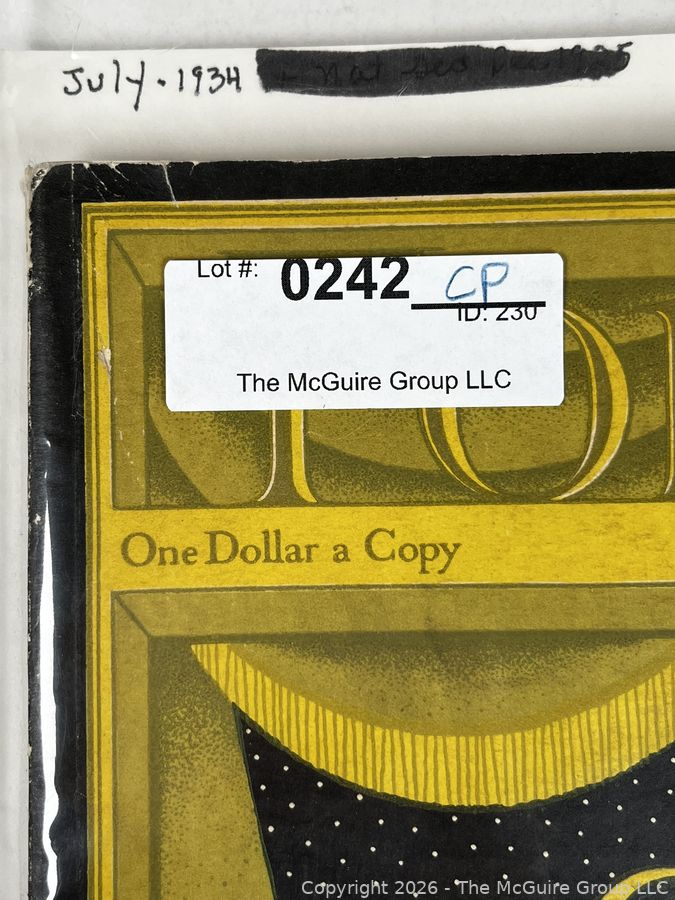 July · 1934
Lot #: 0242 CP
ID: 230
The McGuire Group LLC
One Dollar a Copy
Copyright 2026 - The McGuire Group LLC